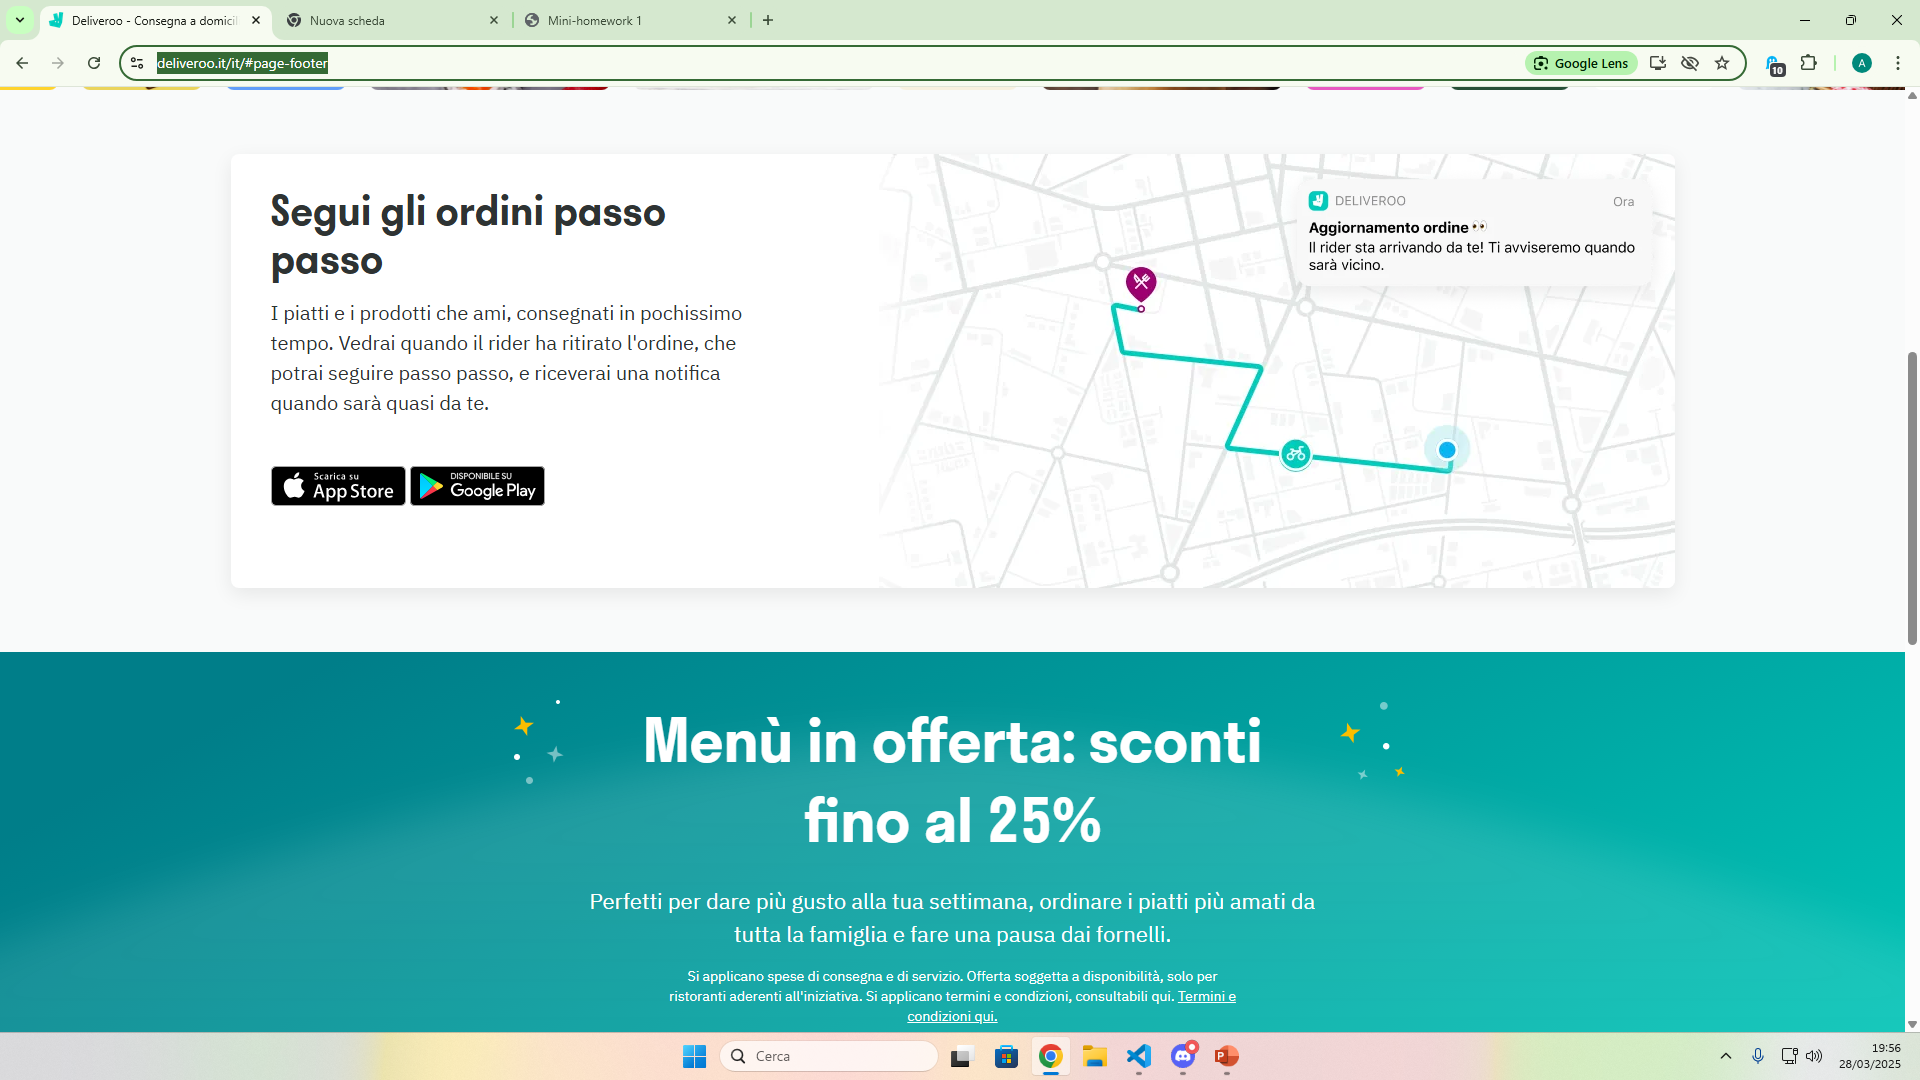 Deliveroo - Consegna a domicil
Nuova scheda
Mini-homework 1
deliveroo.it/it/#page-footer
Google Lens
10
A
Segui gli ordini passo
passo
I piatti e i prodotti che ami, consegnati in pochissimo
tempo. Vedrai quando il rider ha ritirato l'ordine, che
potrai seguire passo passo, e riceverai una notifica
quando sarà quasi da te.
Scarica su
App Store
DISPONIBILE SU
Google Play
DELIVEROO
Ora
Aggiornamento ordine 👀
Il rider sta arrivando da te! Ti avviseremo quando
sarà vicino.
Menù in offerta: sconti
fino al 25%
Perfetti per dare più gusto alla tua settimana, ordinare i piatti più amati da
tutta la famiglia e fare una pausa dai fornelli.
Si applicano spese di consegna e di servizio. Offerta soggetta a disponibilità, solo per
ristoranti aderenti all'iniziativa. Si applicano termini e condizioni, consultabili qui. Termini e
condizioni qui.
Cerca
19:56
28/03/2025